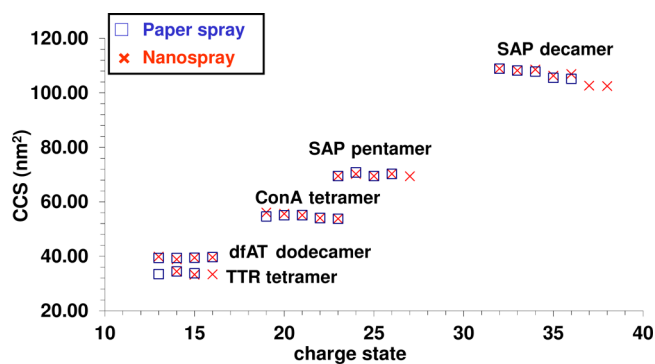 120.00
Paper spray
Nanospray
SAP decamer
100.00
CCS (nm²)
80.00
SAP pentamer
60.00
ConA tetramer
40.00
dfAT dodecamer
TTR tetramer
20.00
10 15 20 25 30 35 40
charge state